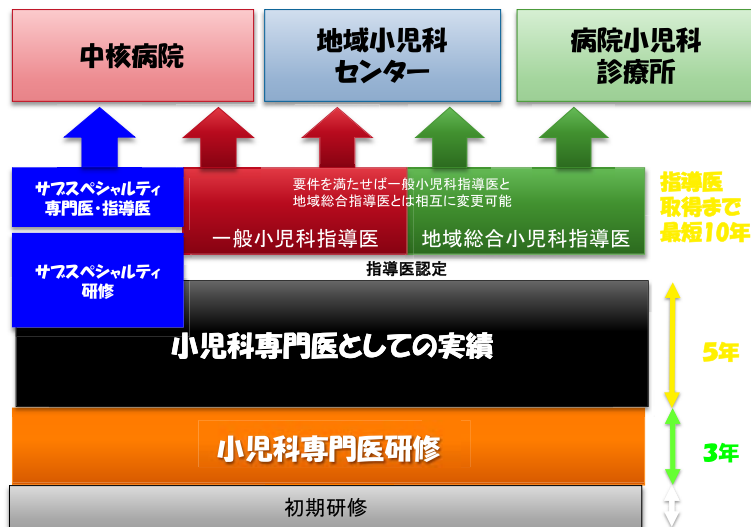 中核病院
地域小児科
センター
病院小児科
診療所
サブスペシャルティ
専門医・指導医
要件を満たせば一般小児科指導医と
地域総合指導医とは相互に変更可能
一般小児科指導医
地域総合小児科指導医
指導医
取得まで
最短10年
サブスペシャルティ
研修
指導医認定
小児科専門医としての実績
5年
小児科専門医研修
3年
初期研修